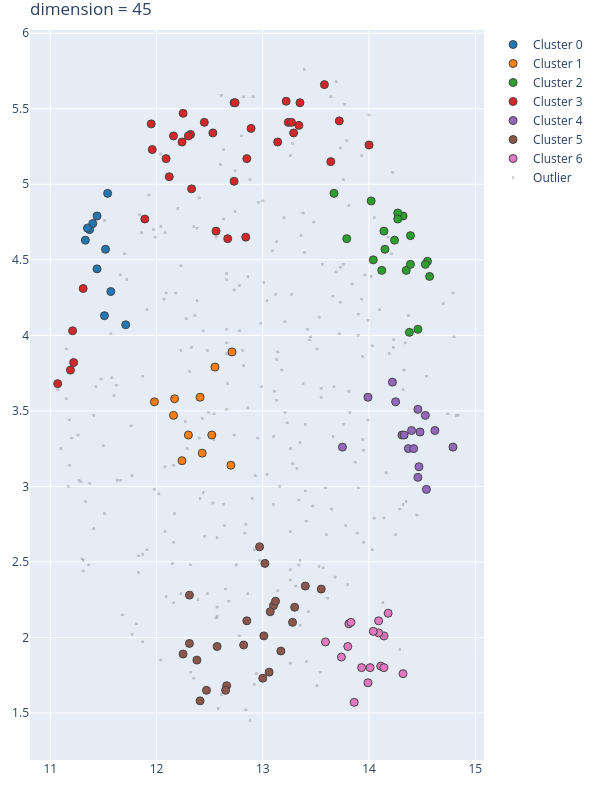 dimension = 45
6
5.5
5
4.5
4
3.5
3
2.5
2
1.5
11
12
13
14
15
Cluster 0
Cluster 1
Cluster 2
Cluster 3
Cluster 4
Cluster 5
Cluster 6
Outlier